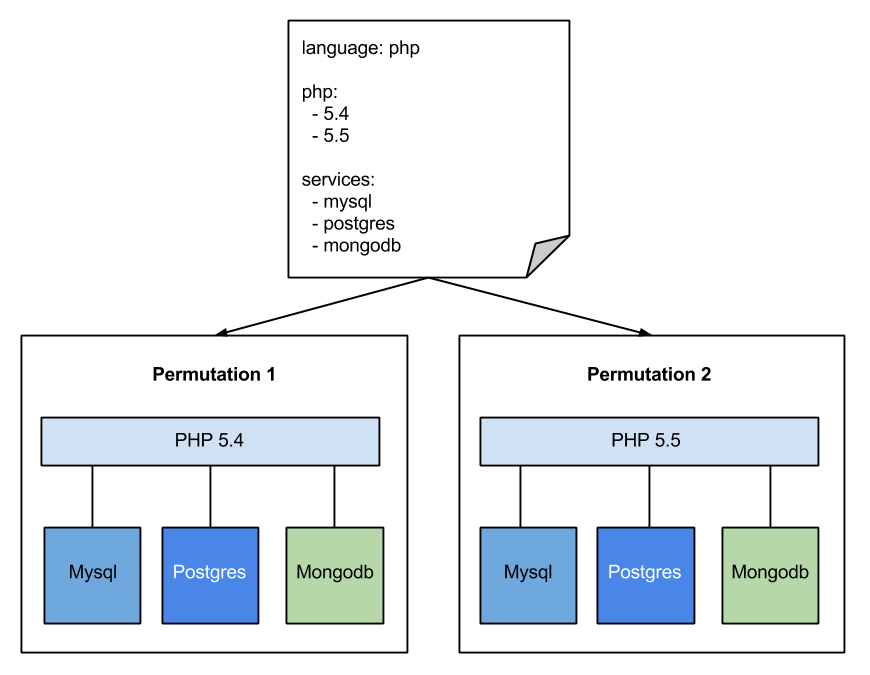 language: php
php:
- 5.4
- 5.5
services:
- mysql
- postgres
- mongodb
Permutation 1
PHP 5.4
Mysql
Postgres
Mongodb
Permutation 2
PHP 5.5
Mysql
Postgres
Mongodb